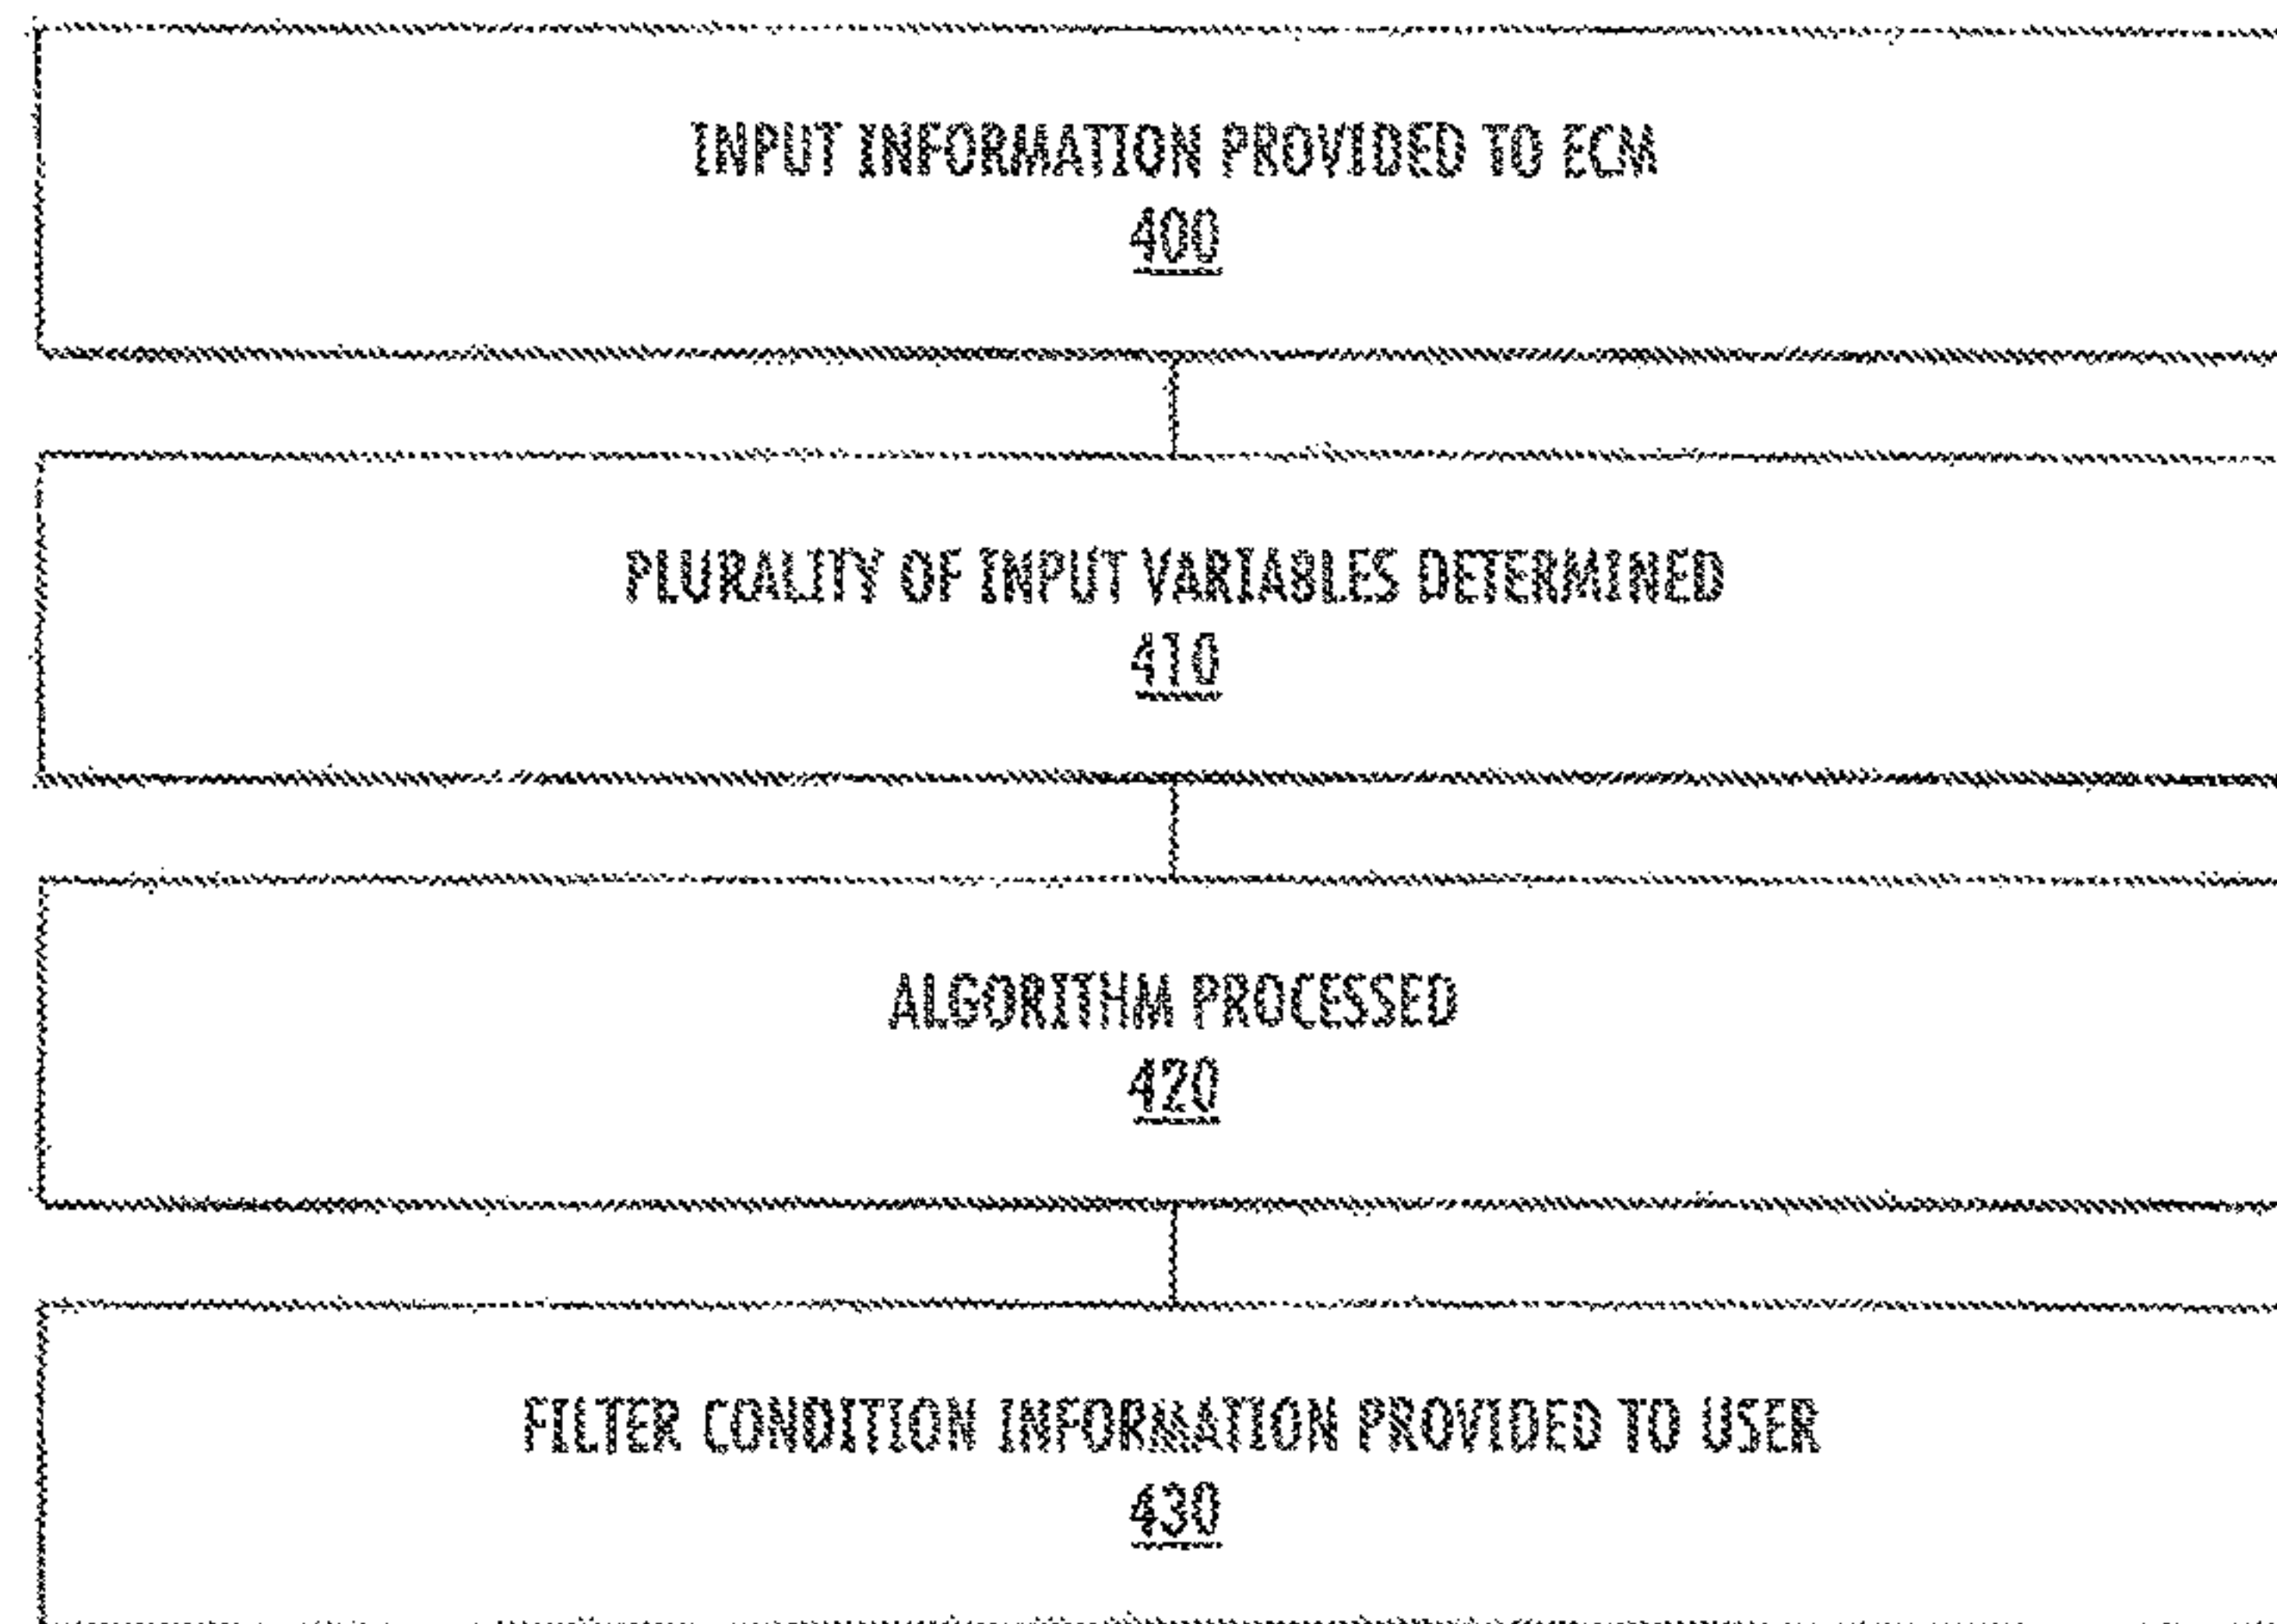 INPUT INFORMATION PROVIDED TO ECM
400
PLURALITY OF INPUT VARIABLES DETERMINED
410
ALGORITHM PROCESSED
420
FILTER CONDITION INFORMATION PROVIDED TO USER
430